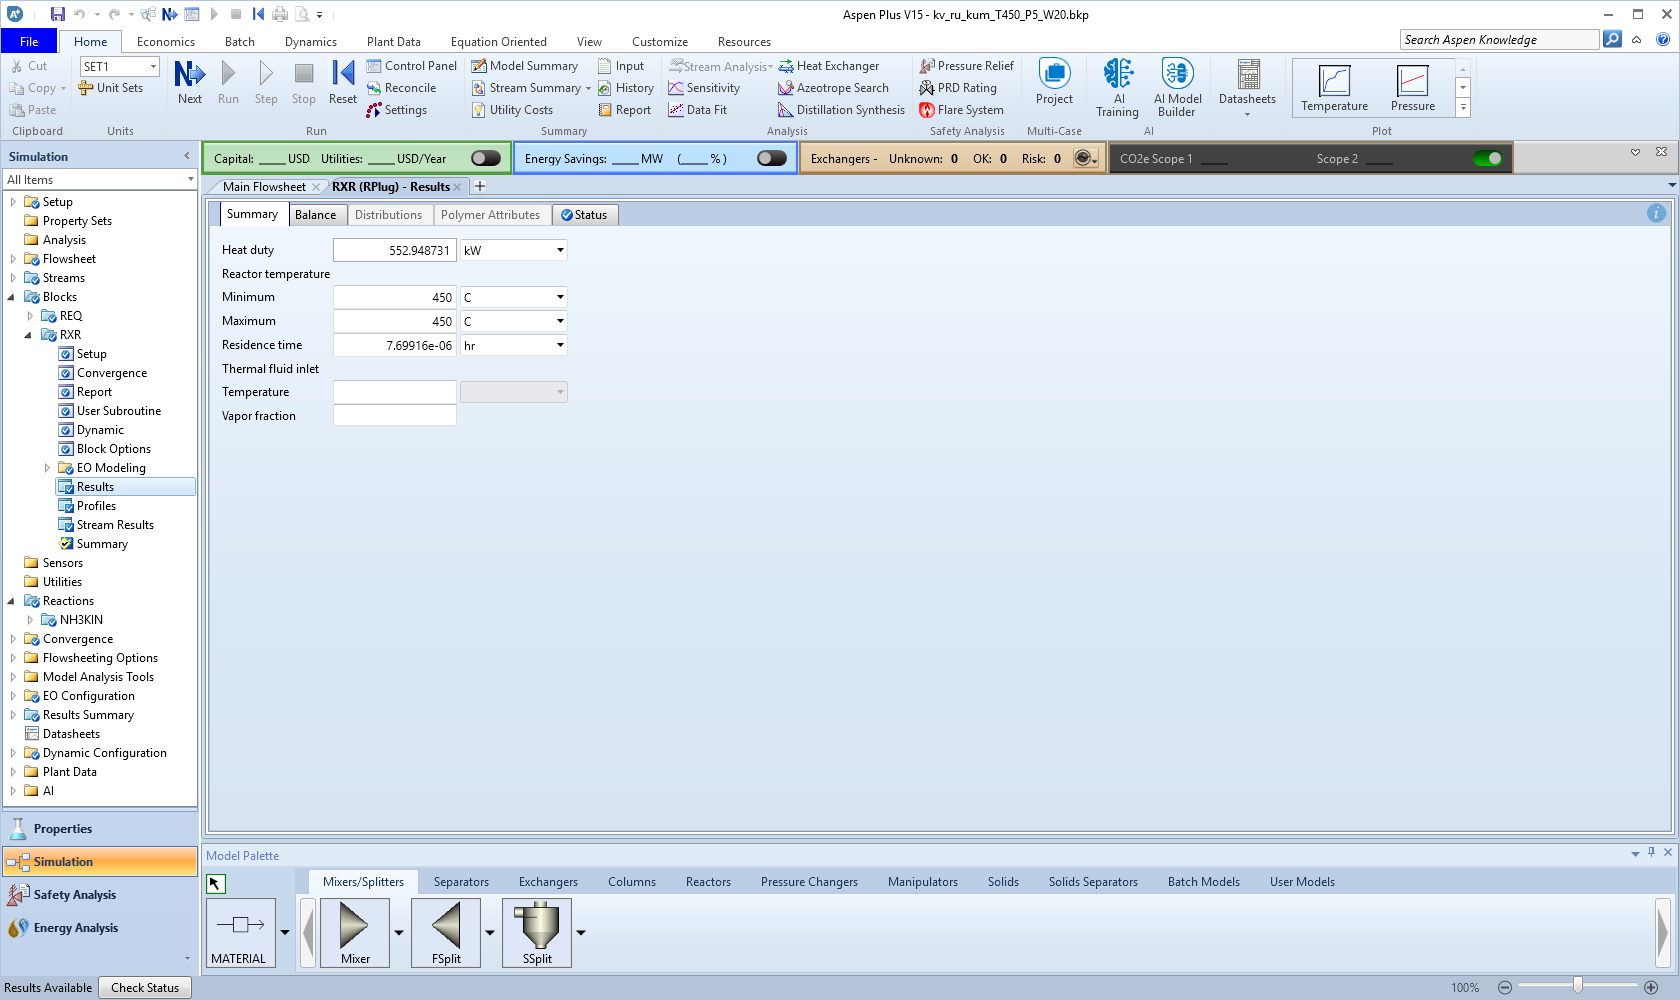 Aspen Plus V15 - kv_ru_kum_T450_P5_W20.bkp
File
Home
Economics
Batch
Dynamics
Plant Data
Equation Oriented
View
Customize
Resources
Search Aspen Knowledge
Cut
Copy
Paste
Clipboard
SET1
Unit Sets
Units
Next
Run
Step
Stop
Reset
Control Panel
Reconcile
Settings
Run
Model Summary
Stream Summary
Utility Costs
Input
History
Report
Summary
Stream Analysis
Sensitivity
Data Fit
Heat Exchanger
Azeotrope Search
Distillation Synthesis
Analysis
Pressure Relief
PRD Rating
Flare System
Safety Analysis
Project
Multi-Case
AI Training
AI Model Builder
AI
Datasheets
Temperature
Pressure
Plot
Simulation
All Items
Capital: ____ USD Utilities: ____ USD/Year
Energy Savings: ____ MW (____ %)
Exchangers - Unknown: 0 OK: 0 Risk: 0
CO2e Scope 1 ____ Scope 2 ____
Main Flowsheet
RXR (RPlug) - Results
Setup
Property Sets
Analysis
Flowsheet
Streams
Blocks
REQ
RXR
Setup
Convergence
Report
User Subroutine
Dynamic
Block Options
EO Modeling
Results
Profiles
Stream Results
Summary
Sensors
Utilities
Reactions
NH3KIN
Convergence
Flowsheeting Options
Model Analysis Tools
EO Configuration
Results Summary
Datasheets
Dynamic Configuration
Plant Data
AI
Properties
Simulation
Safety Analysis
Energy Analysis
Summary
Balance
Distributions
Polymer Attributes
Status
Heat duty 552.948731 kW
Reactor temperature
Minimum 450 C
Maximum 450 C
Residence time 7.69916e-06 hr
Thermal fluid inlet
Temperature
Vapor fraction
Model Palette
Mixers/Splitters
Separators
Exchangers
Columns
Reactors
Pressure Changers
Manipulators
Solids
Solids Separators
Batch Models
User Models
MATERIAL
Mixer
FSplit
SSplit
Results Available
Check Status
100%